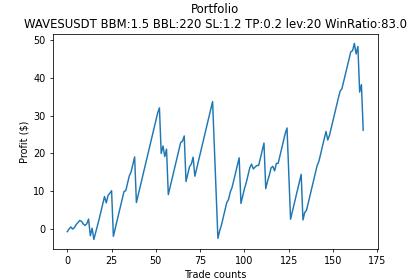 Portfolio
WAVESUSDT BBM:1.5 BBL:220 SL:1.2 TP:0.2 lev:20 WinRatio:83.0
50
40
30
20
10
0
Profit ($)
0 25 50 75 100 125 150 175
Trade counts